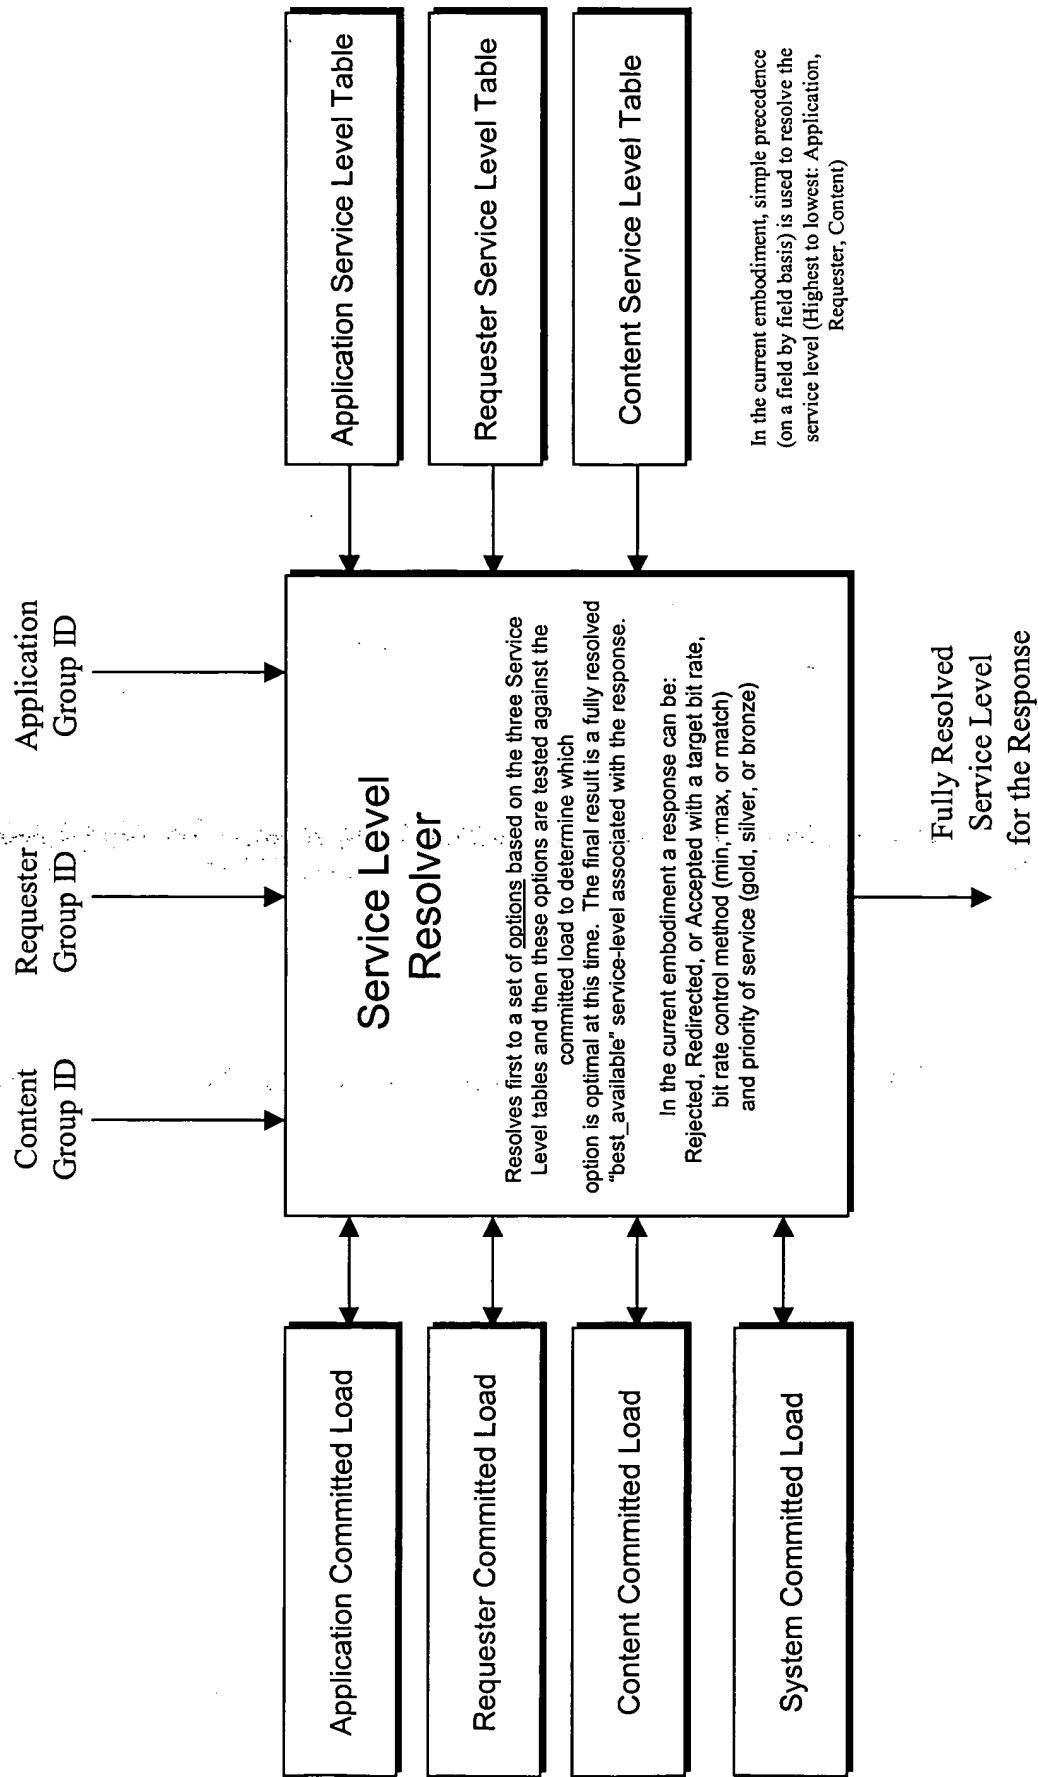 Content
Group ID
Requester
Group ID
Application
Group ID
Application Committed Load
Requester Committed Load
Content Committed Load
System Committed Load
Service Level
Resolver
Resolves first to a set of options based on the three Service
Level tables and then these options are tested against the
committed load to determine which
option is optimal at this time. The final result is a fully resolved
"best_available" service-level associated with the response.
In the current embodiment a response can be:
Rejected, Redirected, or Accepted with a target bit rate,
bit rate control method (min, max, or match)
and priority of service (gold, silver, or bronze)
Application Service Level Table
Requester Service Level Table
Content Service Level Table
In the current embodiment, simple precedence
(on a field by field basis) is used to resolve the
service level (Highest to lowest: Application,
Requester, Content)
Fully Resolved
Service Level
for the Response